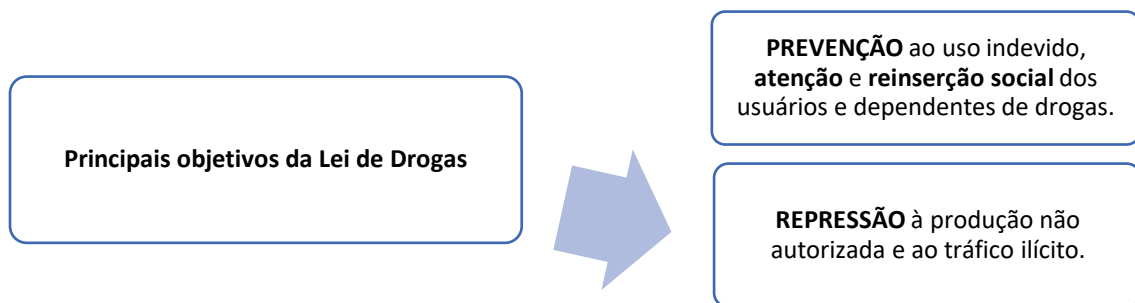 Principais objetivos da Lei de Drogas
PREVENÇÃO ao uso indevido,
atenção e reinserção social dos
usuários e dependentes de drogas.
REPRESSÃO à produção não
autorizada e ao tráfico ilícito.